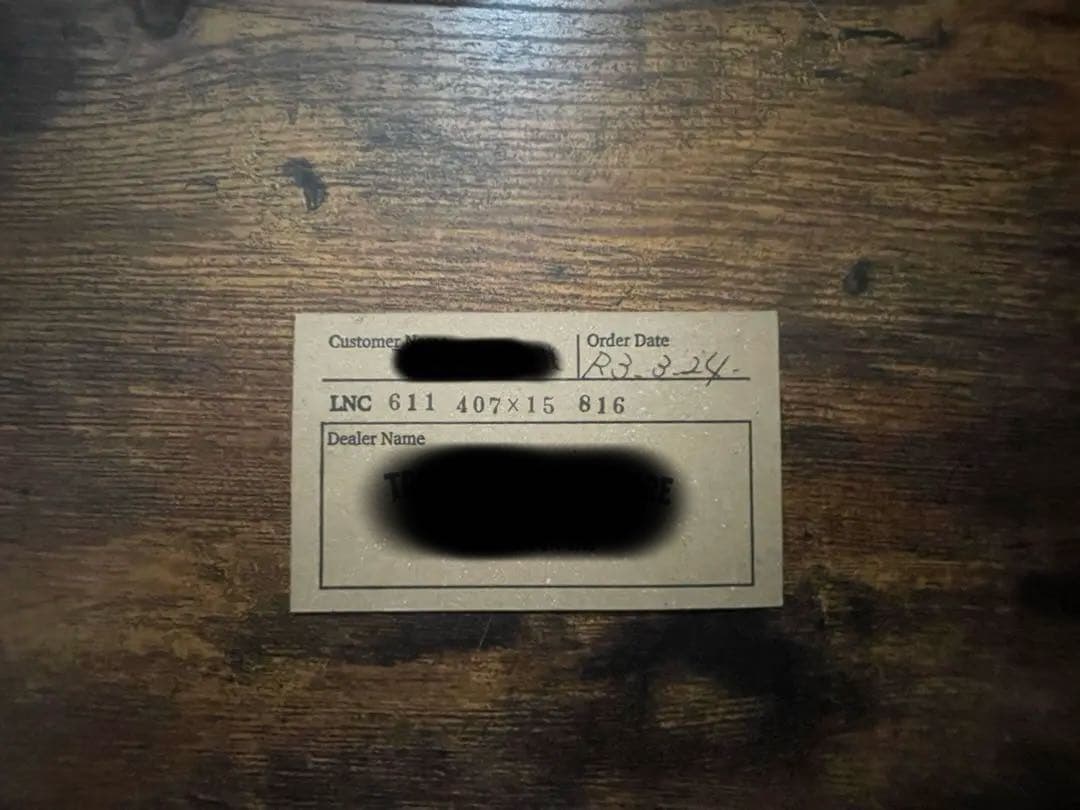 Customer
Order Date
R3.3.24.
LNC 611 407×15 816
Dealer Name